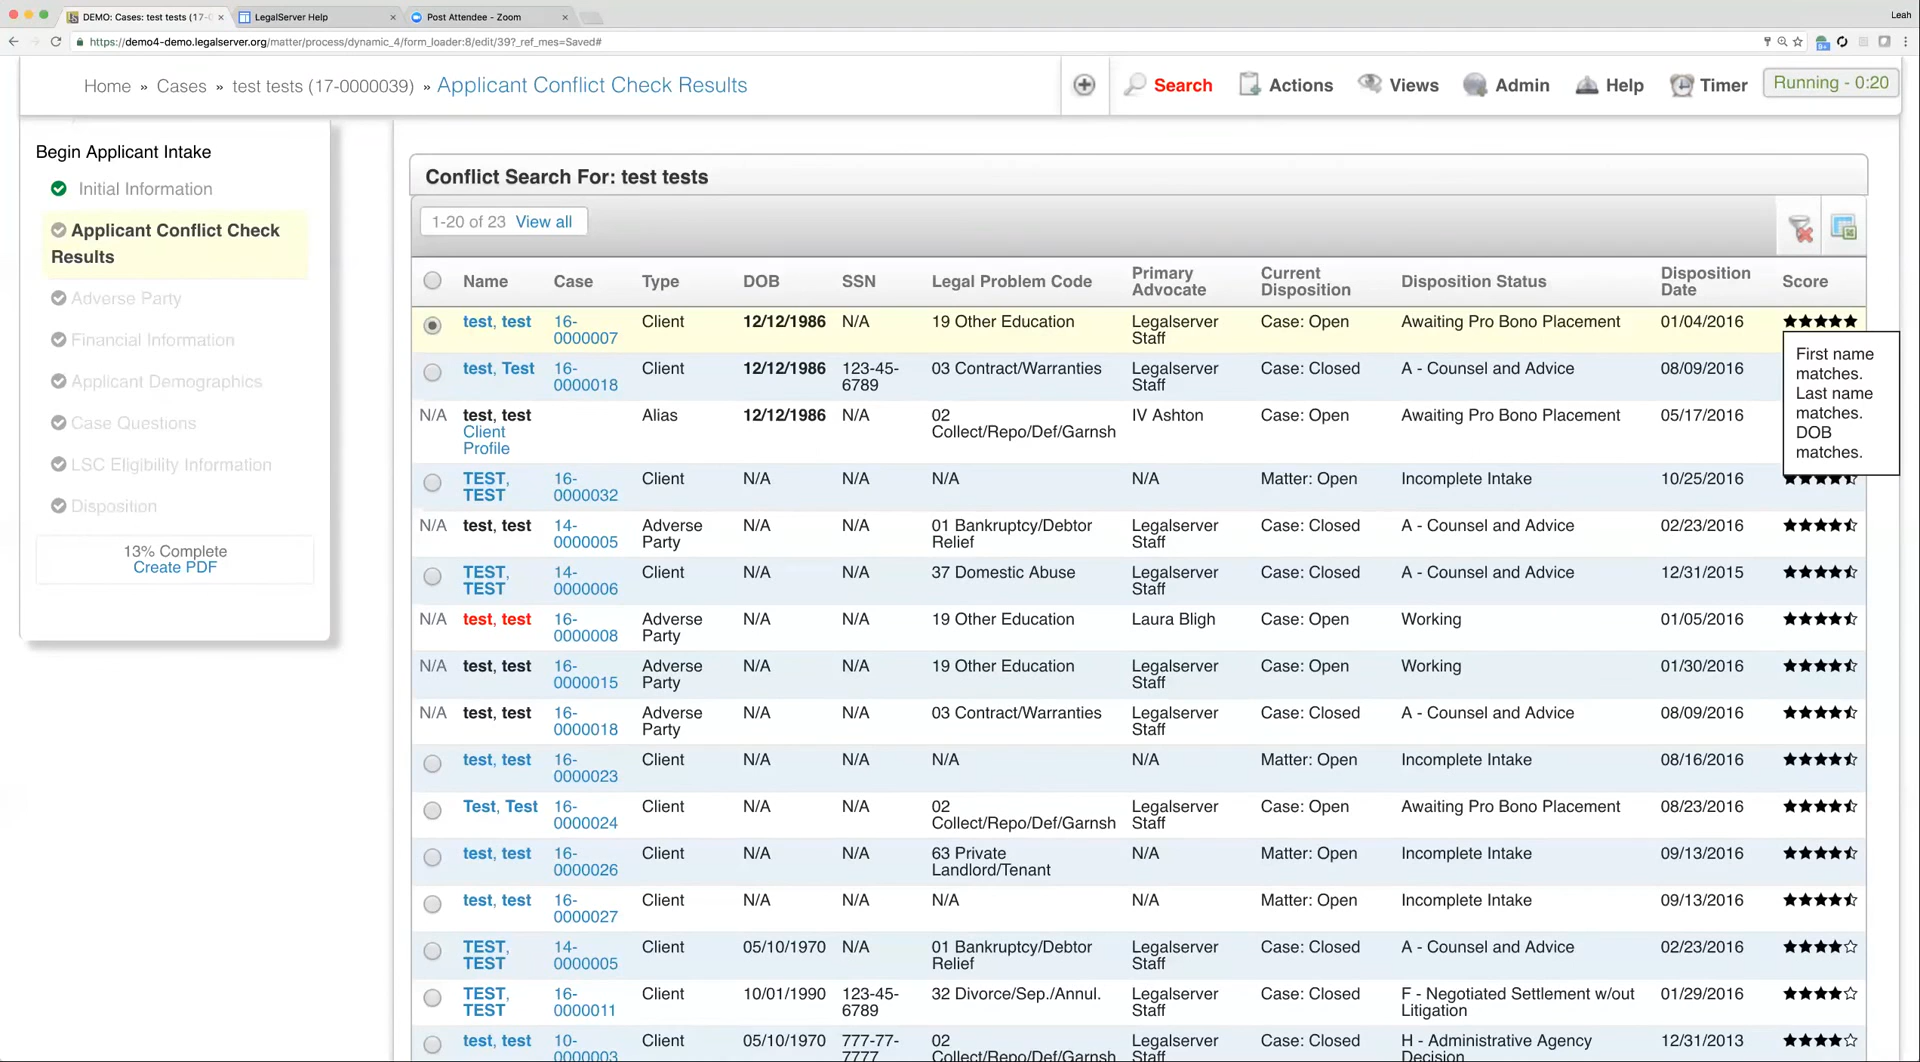 DEMO: Cases: test tests (17-0
LegalServer Help
Post Attendee - Zoom
Leah
https://demo4-demo.legalserver.org/matter/process/dynamic_4/form_loader:8/edit/39?_ref_mes=Saved#
Home » Cases » test tests (17-0000039) » Applicant Conflict Check Results
Search Actions Views Admin Help Timer Running - 0:20
Begin Applicant Intake
Initial Information
Applicant Conflict Check
Results
Adverse Party
Financial Information
Applicant Demographics
Case Questions
LSC Eligibility Information
Disposition
13% Complete
Create PDF
Conflict Search For: test tests
1-20 of 23 View all
Name Case Type DOB SSN Legal Problem Code Primary Advocate Current Disposition Disposition Status Disposition Date Score
test, test 16-0000007 Client 12/12/1986 N/A 19 Other Education Legalserver Staff Case: Open Awaiting Pro Bono Placement 01/04/2016 ★★★★★
First name
matches.
Last name
matches.
DOB
matches.
test, Test 16-0000018 Client 12/12/1986 123-45-6789 03 Contract/Warranties Legalserver Staff Case: Closed A - Counsel and Advice 08/09/2016
N/A test, test Client Profile Alias 12/12/1986 N/A 02 Collect/Repo/Def/Garnsh IV Ashton Case: Open Awaiting Pro Bono Placement 05/17/2016
TEST, TEST 16-0000032 Client N/A N/A N/A N/A Matter: Open Incomplete Intake 10/25/2016
N/A test, test 14-0000005 Adverse Party N/A N/A 01 Bankruptcy/Debtor Relief Legalserver Staff Case: Closed A - Counsel and Advice 02/23/2016
TEST, TEST 14-0000006 Client N/A N/A 37 Domestic Abuse Legalserver Staff Case: Closed A - Counsel and Advice 12/31/2015
N/A test, test 16-0000008 Adverse Party N/A N/A 19 Other Education Laura Bligh Case: Open Working 01/05/2016
N/A test, test 16-0000015 Adverse Party N/A N/A 19 Other Education Legalserver Staff Case: Open Working 01/30/2016
N/A test, test 16-0000018 Adverse Party N/A N/A 03 Contract/Warranties Legalserver Staff Case: Closed A - Counsel and Advice 08/09/2016
test, test 16-0000023 Client N/A N/A N/A N/A Matter: Open Incomplete Intake 08/16/2016
Test, Test 16-0000024 Client N/A N/A 02 Collect/Repo/Def/Garnsh Legalserver Staff Case: Open Awaiting Pro Bono Placement 08/23/2016
test, test 16-0000026 Client N/A N/A 63 Private Landlord/Tenant N/A Matter: Open Incomplete Intake 09/13/2016
test, test 16-0000027 Client N/A N/A N/A N/A Matter: Open Incomplete Intake 09/13/2016
TEST, TEST 14-0000005 Client 05/10/1970 N/A 01 Bankruptcy/Debtor Relief Legalserver Staff Case: Closed A - Counsel and Advice 02/23/2016
TEST, TEST 16-0000011 Client 10/01/1990 123-45-6789 32 Divorce/Sep./Annul. Legalserver Staff Case: Closed F - Negotiated Settlement w/out Litigation 01/29/2016
test, test 10-0000003 Client 05/10/1970 777-77-7777 02 Collect/Repo/Def/Garnsh Legalserver Staff Case: Closed H - Administrative Agency Decision 12/31/2013